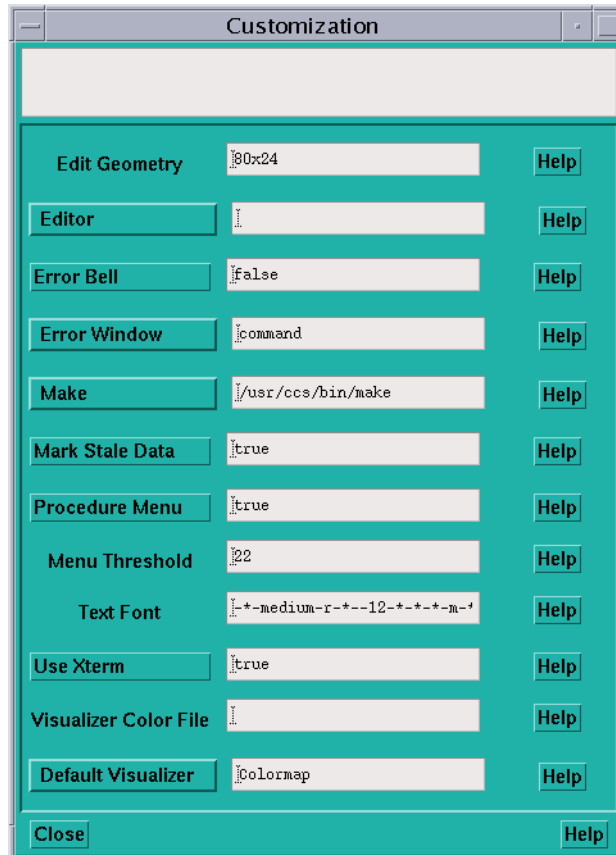 Customization
Edit Geometry 80x24 Help
Editor Help
Error Bell false Help
Error Window command Help
Make /usr/ccs/bin/make Help
Mark Stale Data true Help
Procedure Menu true Help
Menu Threshold 22 Help
Text Font -*-medium-r-*--12-*-*-*-m-* Help
Use Xterm true Help
Visualizer Color File Help
Default Visualizer Colormap Help
Close Help